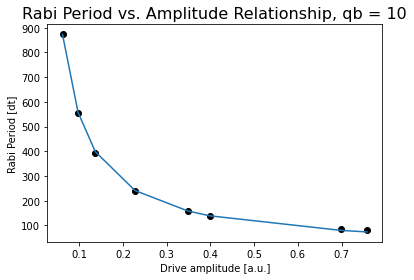 Rabi Period vs. Amplitude Relationship, qb = 10
900
800
700
600
500
400
300
200
100
Rabi Period [dt]
0.1 0.2 0.3 0.4 0.5 0.6 0.7
Drive amplitude [a.u.]